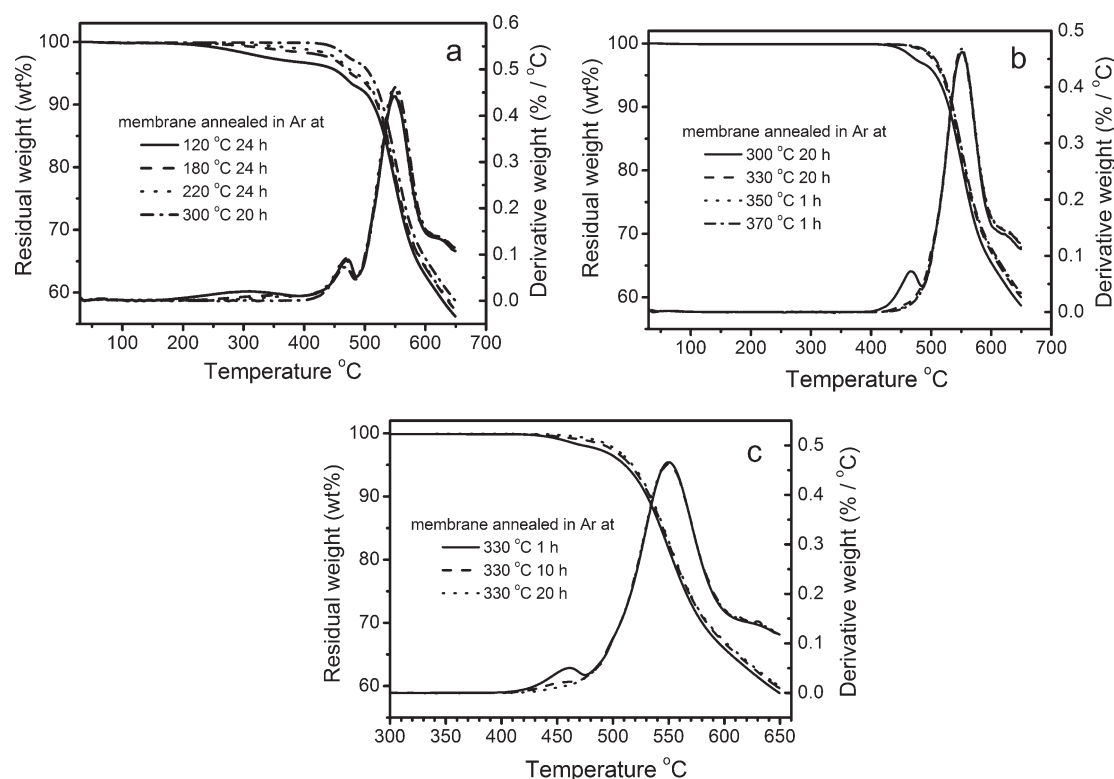 a
Residual weight (wt%)
100
90
80
70
60
membrane annealed in Ar at
120 °C 24 h
180 °C 24 h
220 °C 24 h
300 °C 20 h
0.6
0.5
0.4
0.3
0.2
0.1
0.0
Derivative weight (% / °C)
100 200 300 400 500 600 700
Temperature °C
b
Residual weight (wt%)
100
90
80
70
60
membrane annealed in Ar at
300 °C 20 h
330 °C 20 h
350 °C 1 h
370 °C 1 h
0.5
0.4
0.3
0.2
0.1
0.0
Derivative weight (% / °C)
100 200 300 400 500 600 700
Temperature °C
c
Residual weight (wt%)
100
90
80
70
60
membrane annealed in Ar at
330 °C 1 h
330 °C 10 h
330 °C 20 h
0.5
0.4
0.3
0.2
0.1
0.0
Derivative weight (% / °C)
300 350 400 450 500 550 600 650
Temperature °C